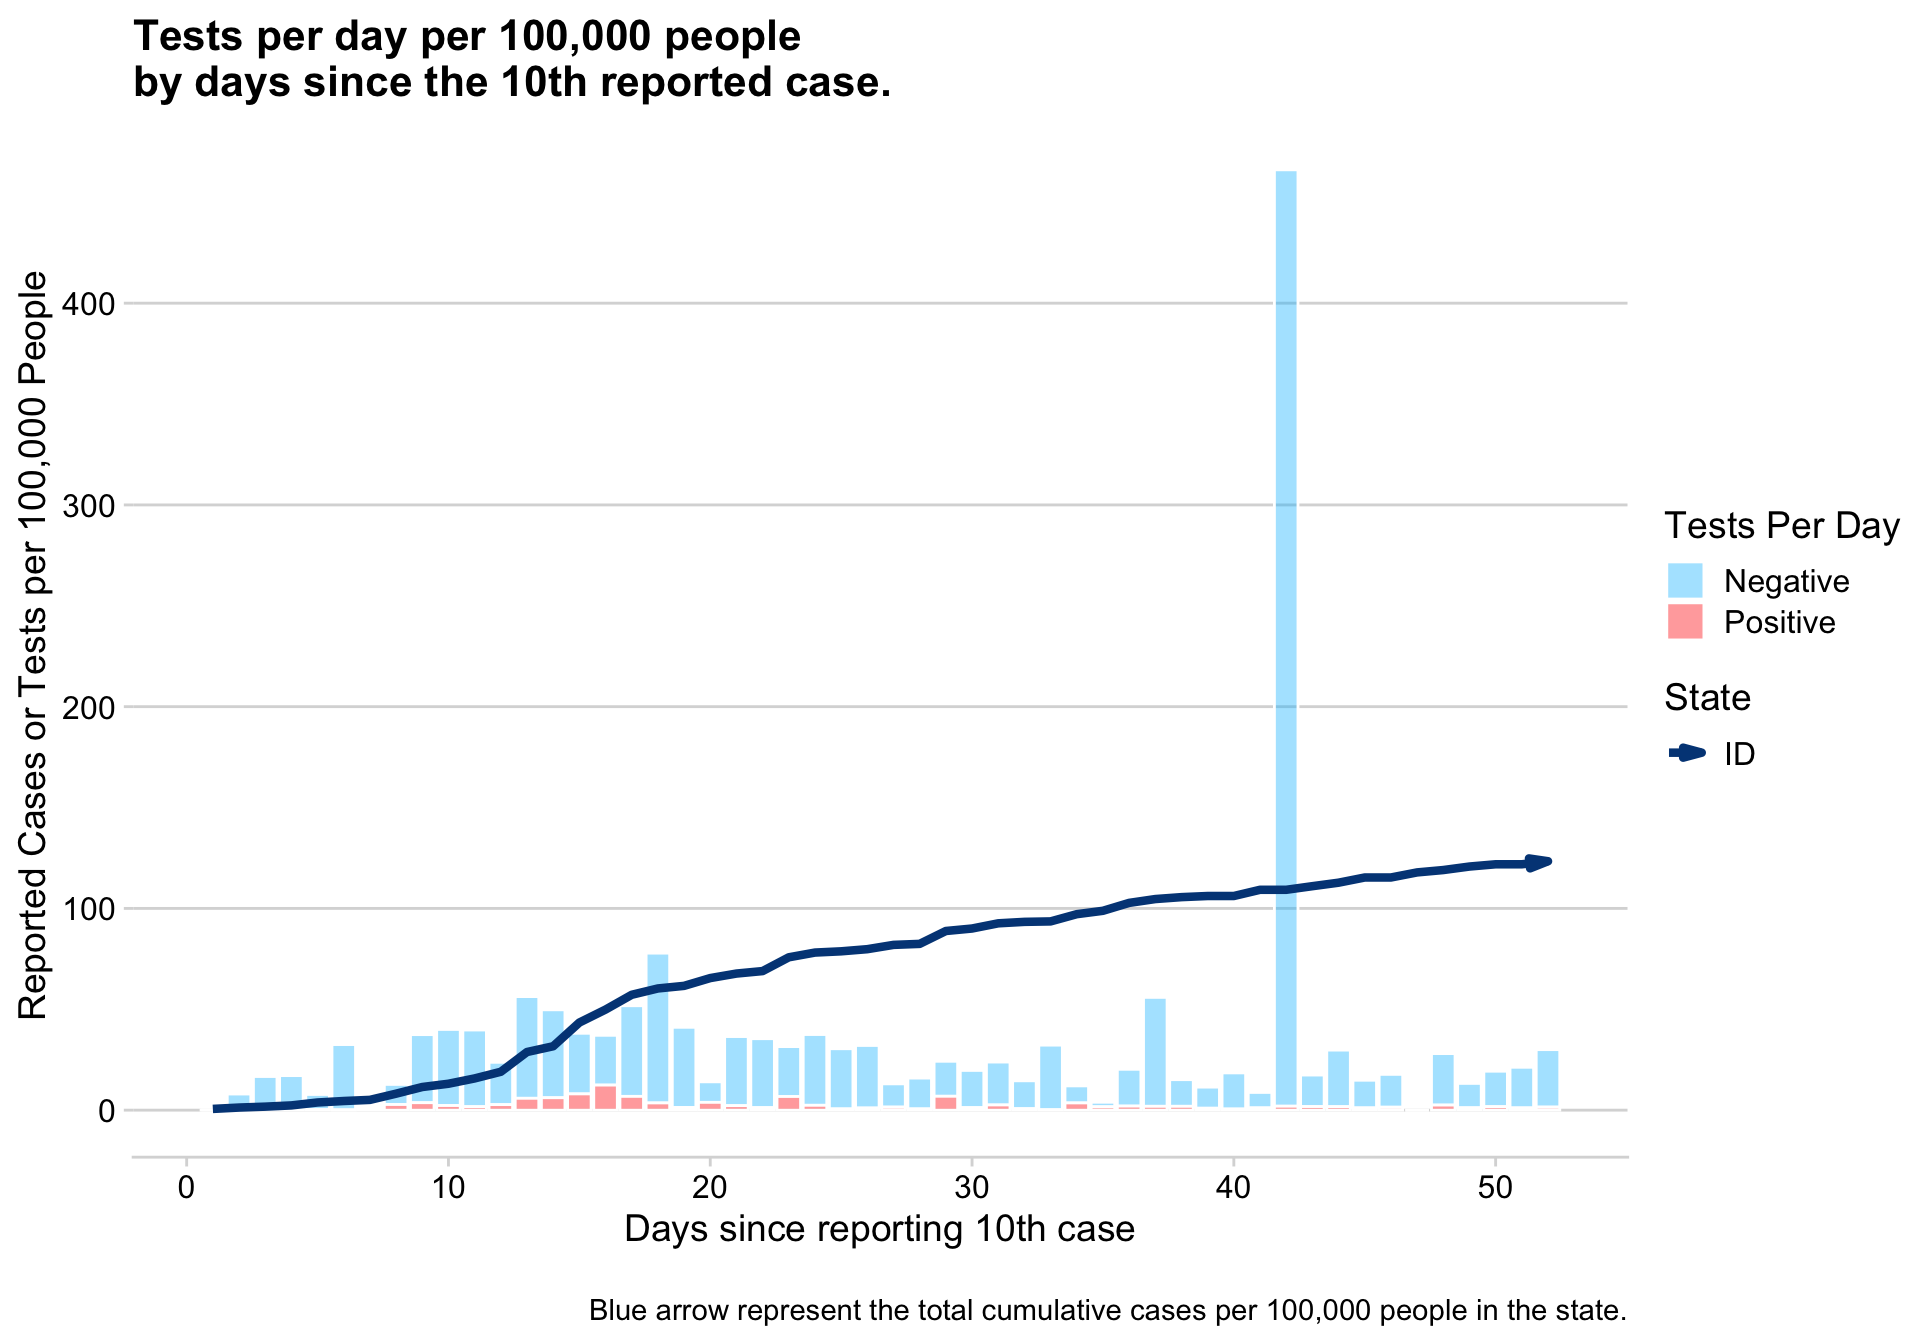 Tests per day per 100,000 people
by days since the 10th reported case.
Reported Cases or Tests per 100,000 People
400
300
200
100
0
0 10 20 30 40 50
Days since reporting 10th case
Tests Per Day
Negative
Positive
State
ID
Blue arrow represent the total cumulative cases per 100,000 people in the state.